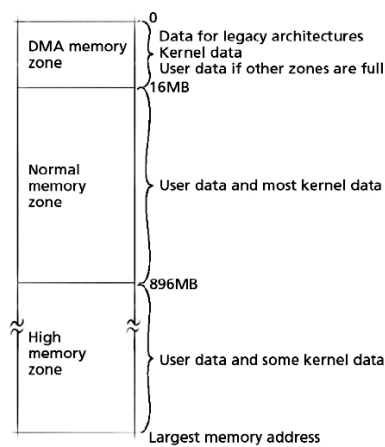 0
DMA memory
zone
Data for legacy architectures
Kernel data
User data if other zones are full
16MB
Normal
memory
zone
User data and most kernel data
896MB
High
memory
zone
User data and some kernel data
Largest memory address